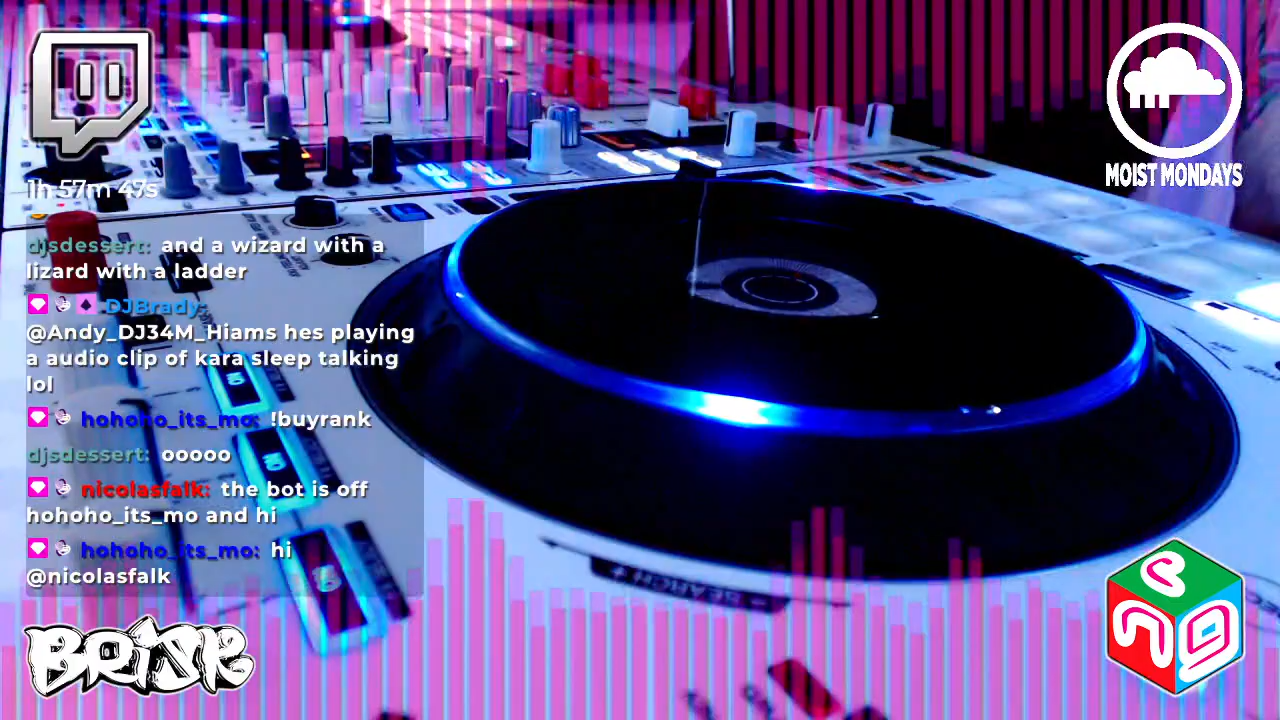 MOIST MONDAYS
1h 57m 47s
djsdessert: and a wizard with a
lizard with a ladder
DJBrady:
@Andy_DJ34M_Hiams hes playing
a audio clip of kara sleep talking
lol
hohoho_its_mo: !buyrank
djsdessert: ooooo
nicolasfalk: the bot is off
hohoho_its_mo and hi
hohoho_its_mo: hi
@nicolasfalk
SEARCH +
BRISK